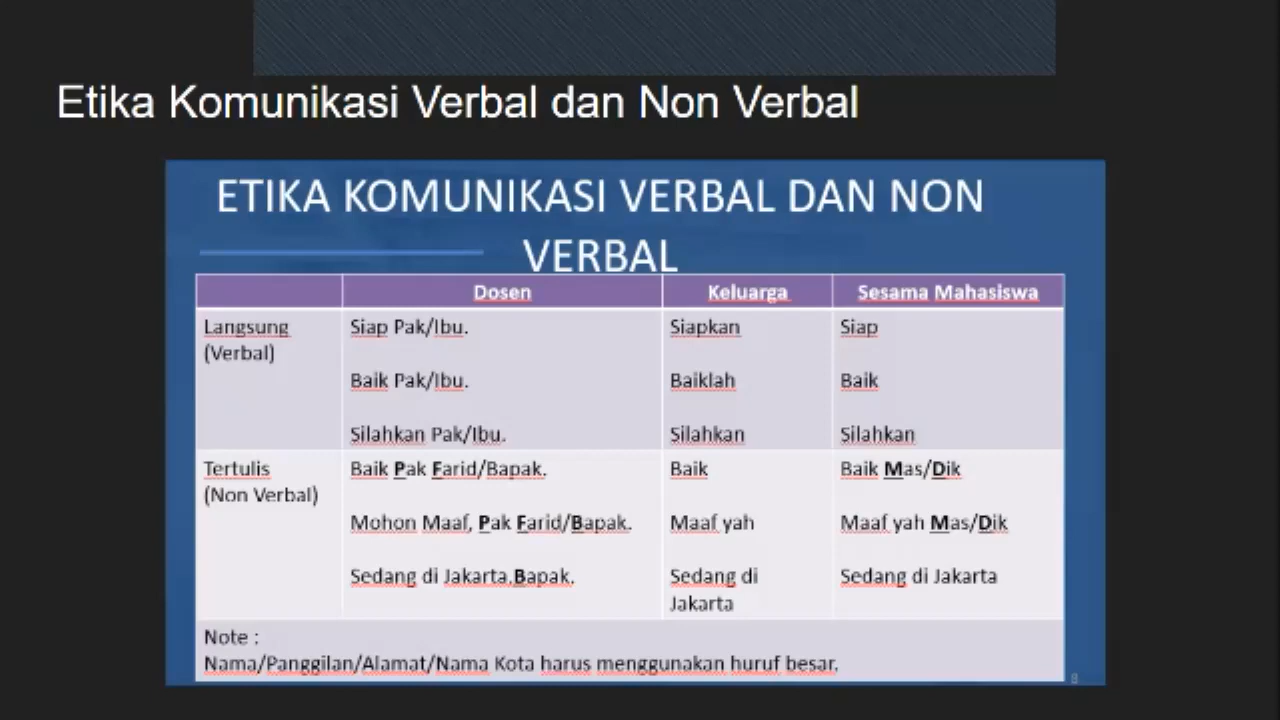 Etika Komunikasi Verbal dan Non Verbal
ETIKA KOMUNIKASI VERBAL DAN NON
VERBAL
Dosen Keluarga Sesama Mahasiswa
Langsung
(Verbal)
Siap Pak/Ibu.
Baik Pak/Ibu.
Silahkan Pak/Ibu.
Siapkan
Baiklah
Silahkan
Siap
Baik
Silahkan
Tertulis
(Non Verbal)
Baik Pak Farid/Bapak.
Mohon Maaf, Pak Farid/Bapak.
Sedang di Jakarta,Bapak.
Baik
Maaf yah
Sedang di
Jakarta
Baik Mas/Dik
Maaf yah Mas/Dik
Sedang di Jakarta
Note :
Nama/Panggilan/Alamat/Nama Kota harus menggunakan huruf besar.
8